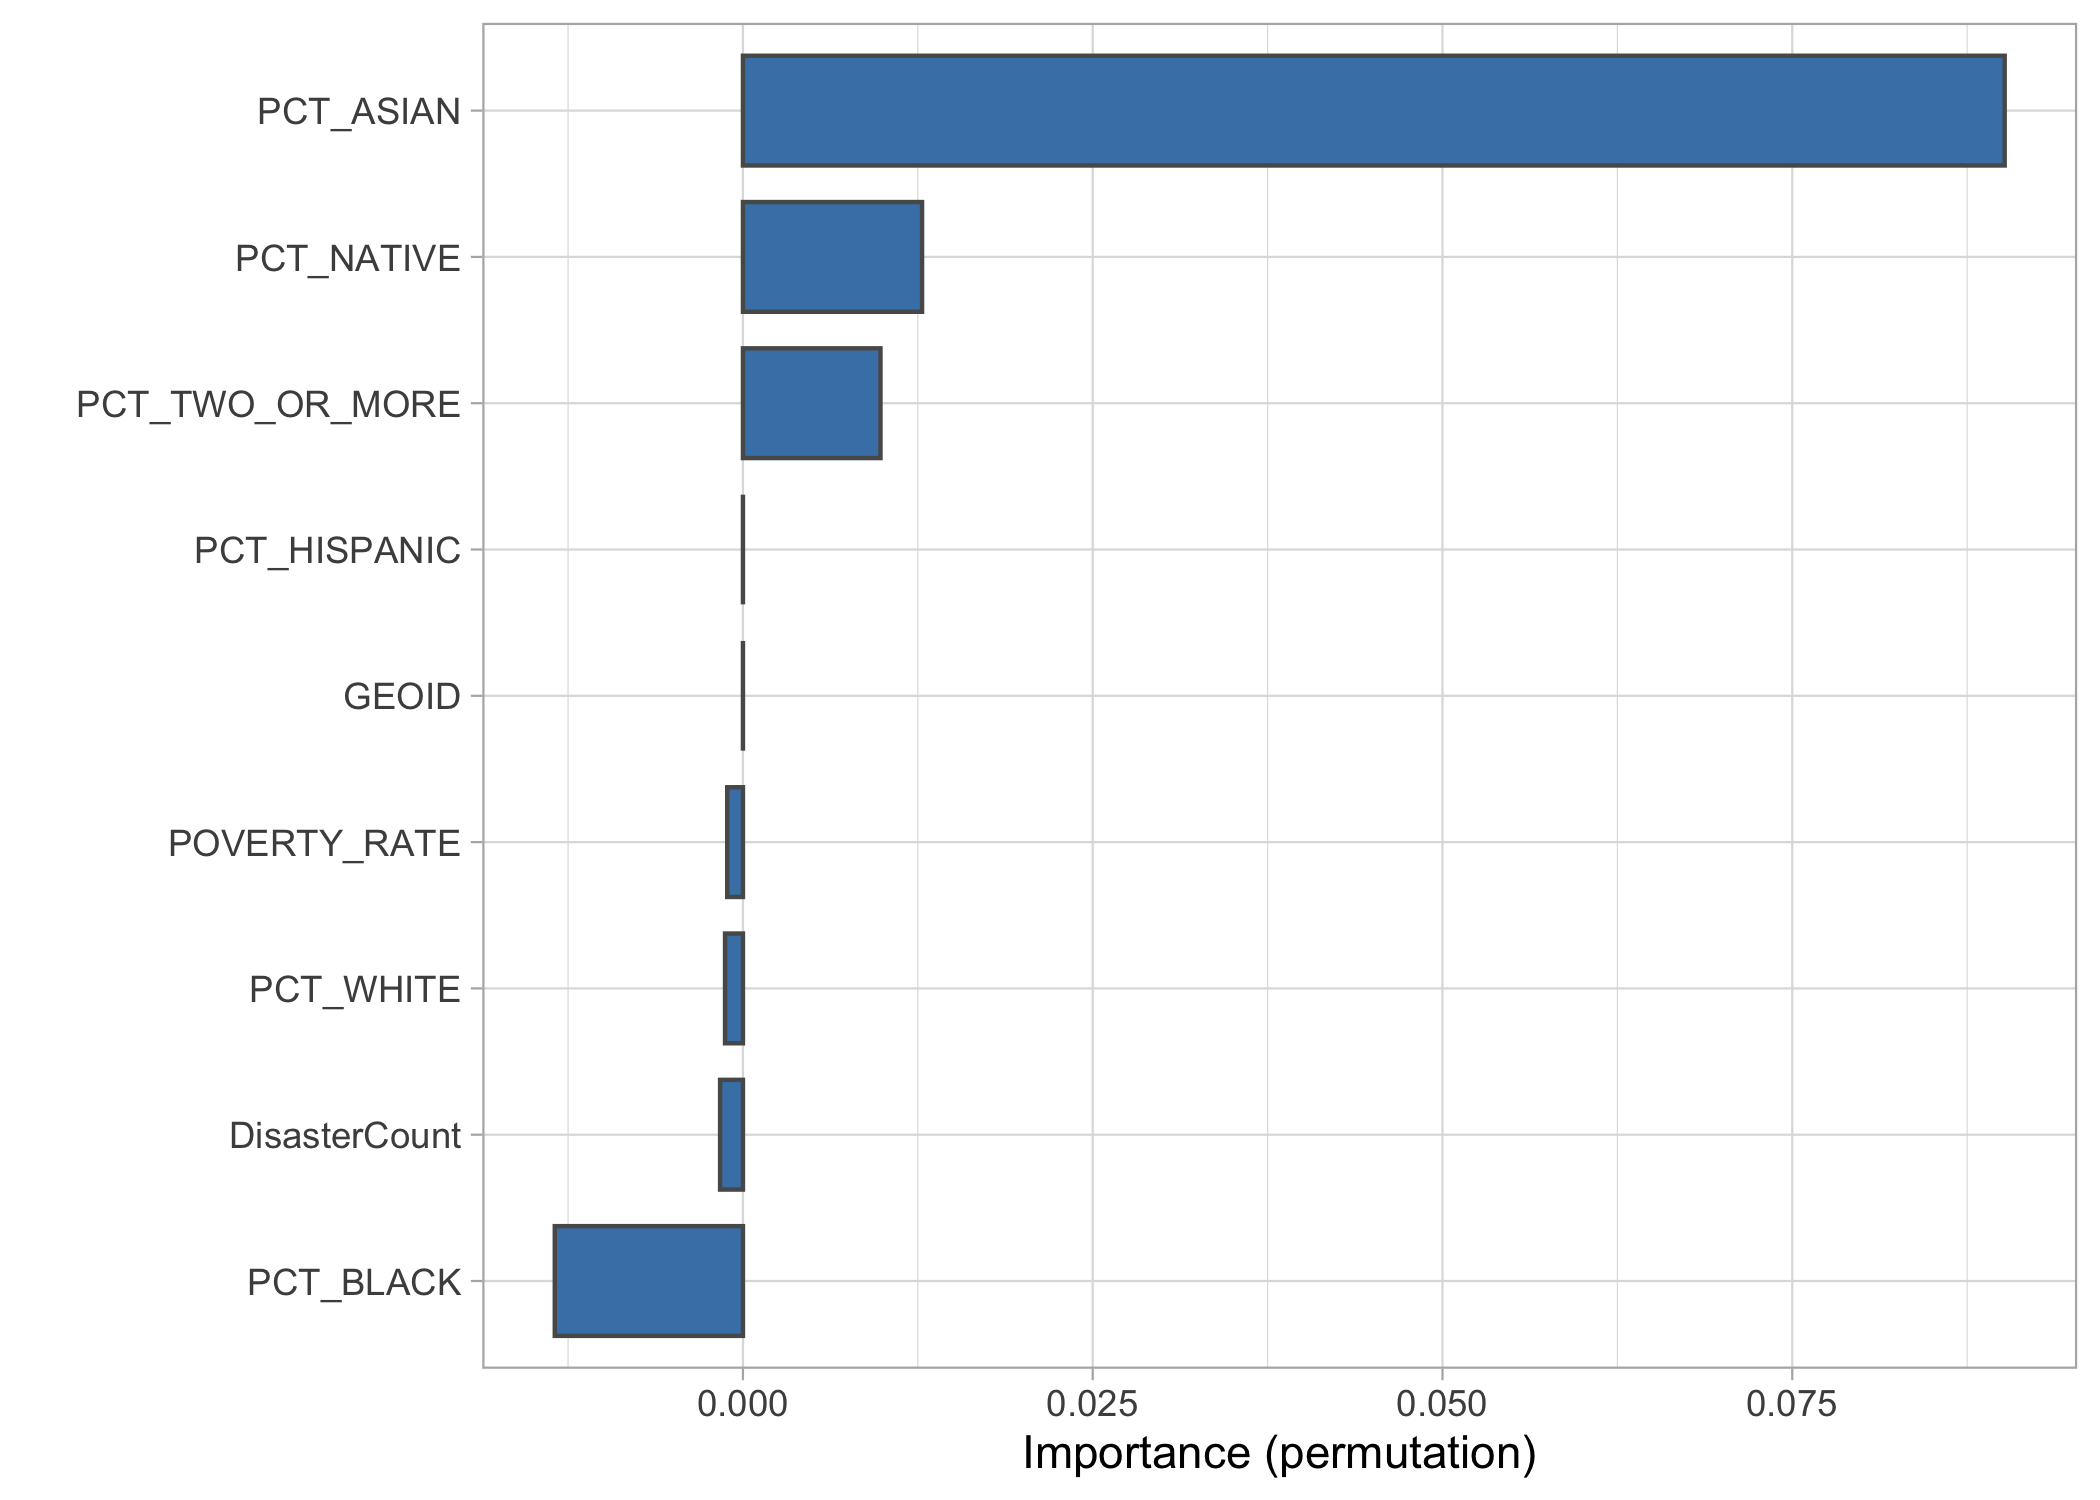 PCT_ASIAN
PCT_NATIVE
PCT_TWO_OR_MORE
PCT_HISPANIC
GEOID
POVERTY_RATE
PCT_WHITE
DisasterCount
PCT_BLACK
0.000 0.025 0.050 0.075
Importance (permutation)